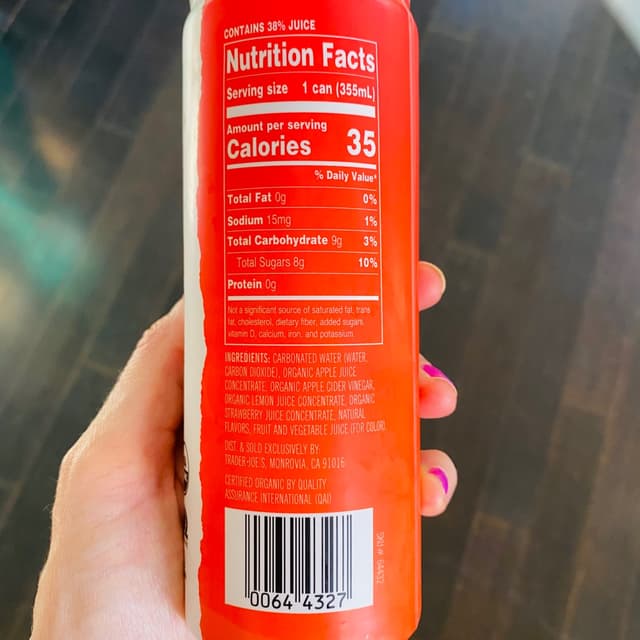 CONTAINS 38% JUICE
Nutrition Facts
Serving size 1 can (355mL)
Amount per serving
Calories 35
% Daily Value*
Total Fat 0g 0%
Sodium 15mg 1%
Total Carbohydrate 9g 3%
Total Sugars 8g 10%
Protein 0g
Not a significant source of saturated fat, trans
fat, cholesterol, dietary fiber, added sugars,
vitamin D, calcium, iron, and potassium.
INGREDIENTS: CARBONATED WATER (WATER,
CARBON DIOXIDE), ORGANIC APPLE JUICE
CONCENTRATE, ORGANIC APPLE CIDER VINEGAR,
ORGANIC LEMON JUICE CONCENTRATE, ORGANIC
STRAWBERRY JUICE CONCENTRATE, NATURAL
FLAVORS, FRUIT AND VEGETABLE JUICE (FOR COLOR).
DIST. & SOLD EXCLUSIVELY BY:
TRADER JOE'S, MONROVIA, CA 91016
CERTIFIED ORGANIC BY QUALITY
ASSURANCE INTERNATIONAL (QAI)
0064 4327
SKU #